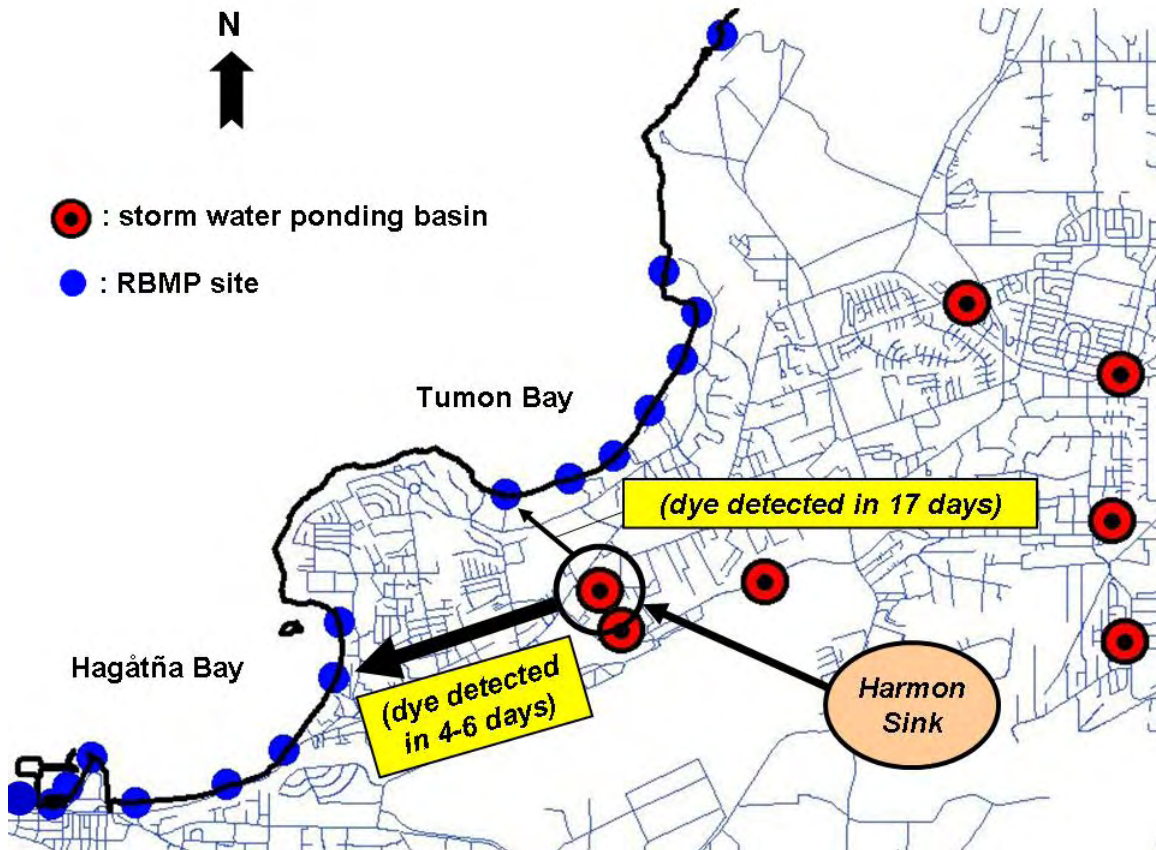 N
: storm water ponding basin
: RBMP site
Tumon Bay
(dye detected in 17 days)
Hagåtña Bay
(dye detected
in 4-6 days)
Harmon
Sink